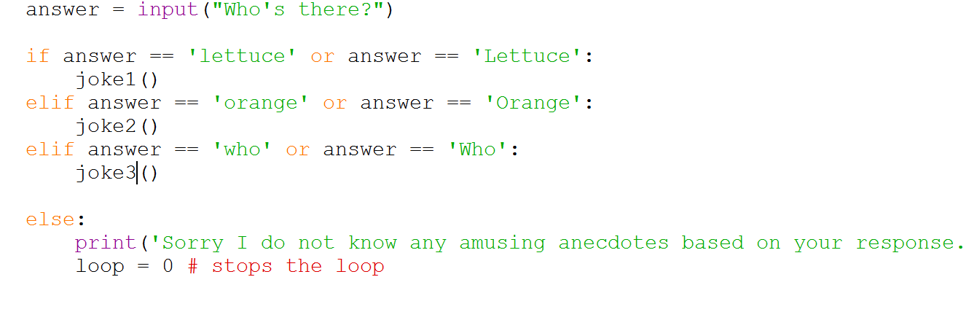 answer = input("Who's there?")
if answer == 'lettuce' or answer == 'Lettuce':
    joke1()
elif answer == 'orange' or answer == 'Orange':
    joke2()
elif answer == 'who' or answer == 'Who':
    joke3()
else:
    print('Sorry I do not know any amusing anecdotes based on your response.
    loop = 0 # stops the loop